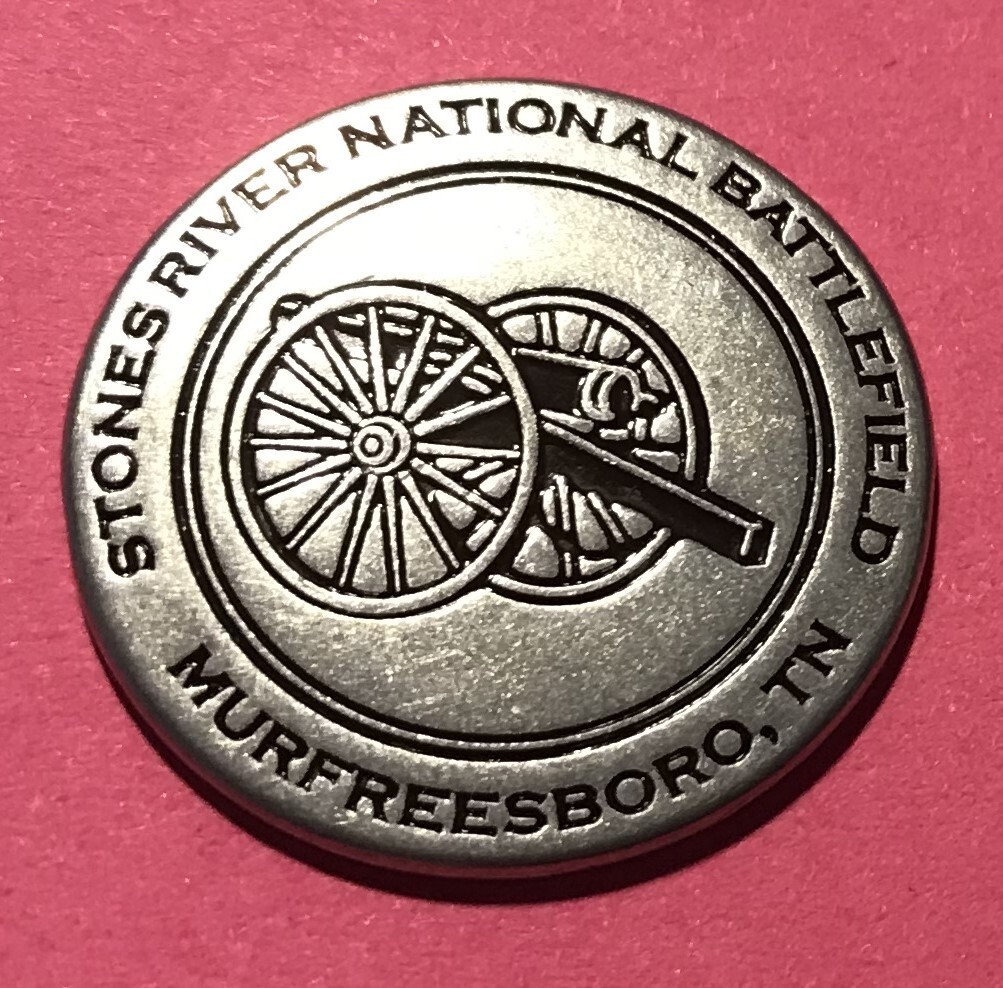 STONES RIVER NATIONAL BATTLEFIELD
MURFREESBORO, TN